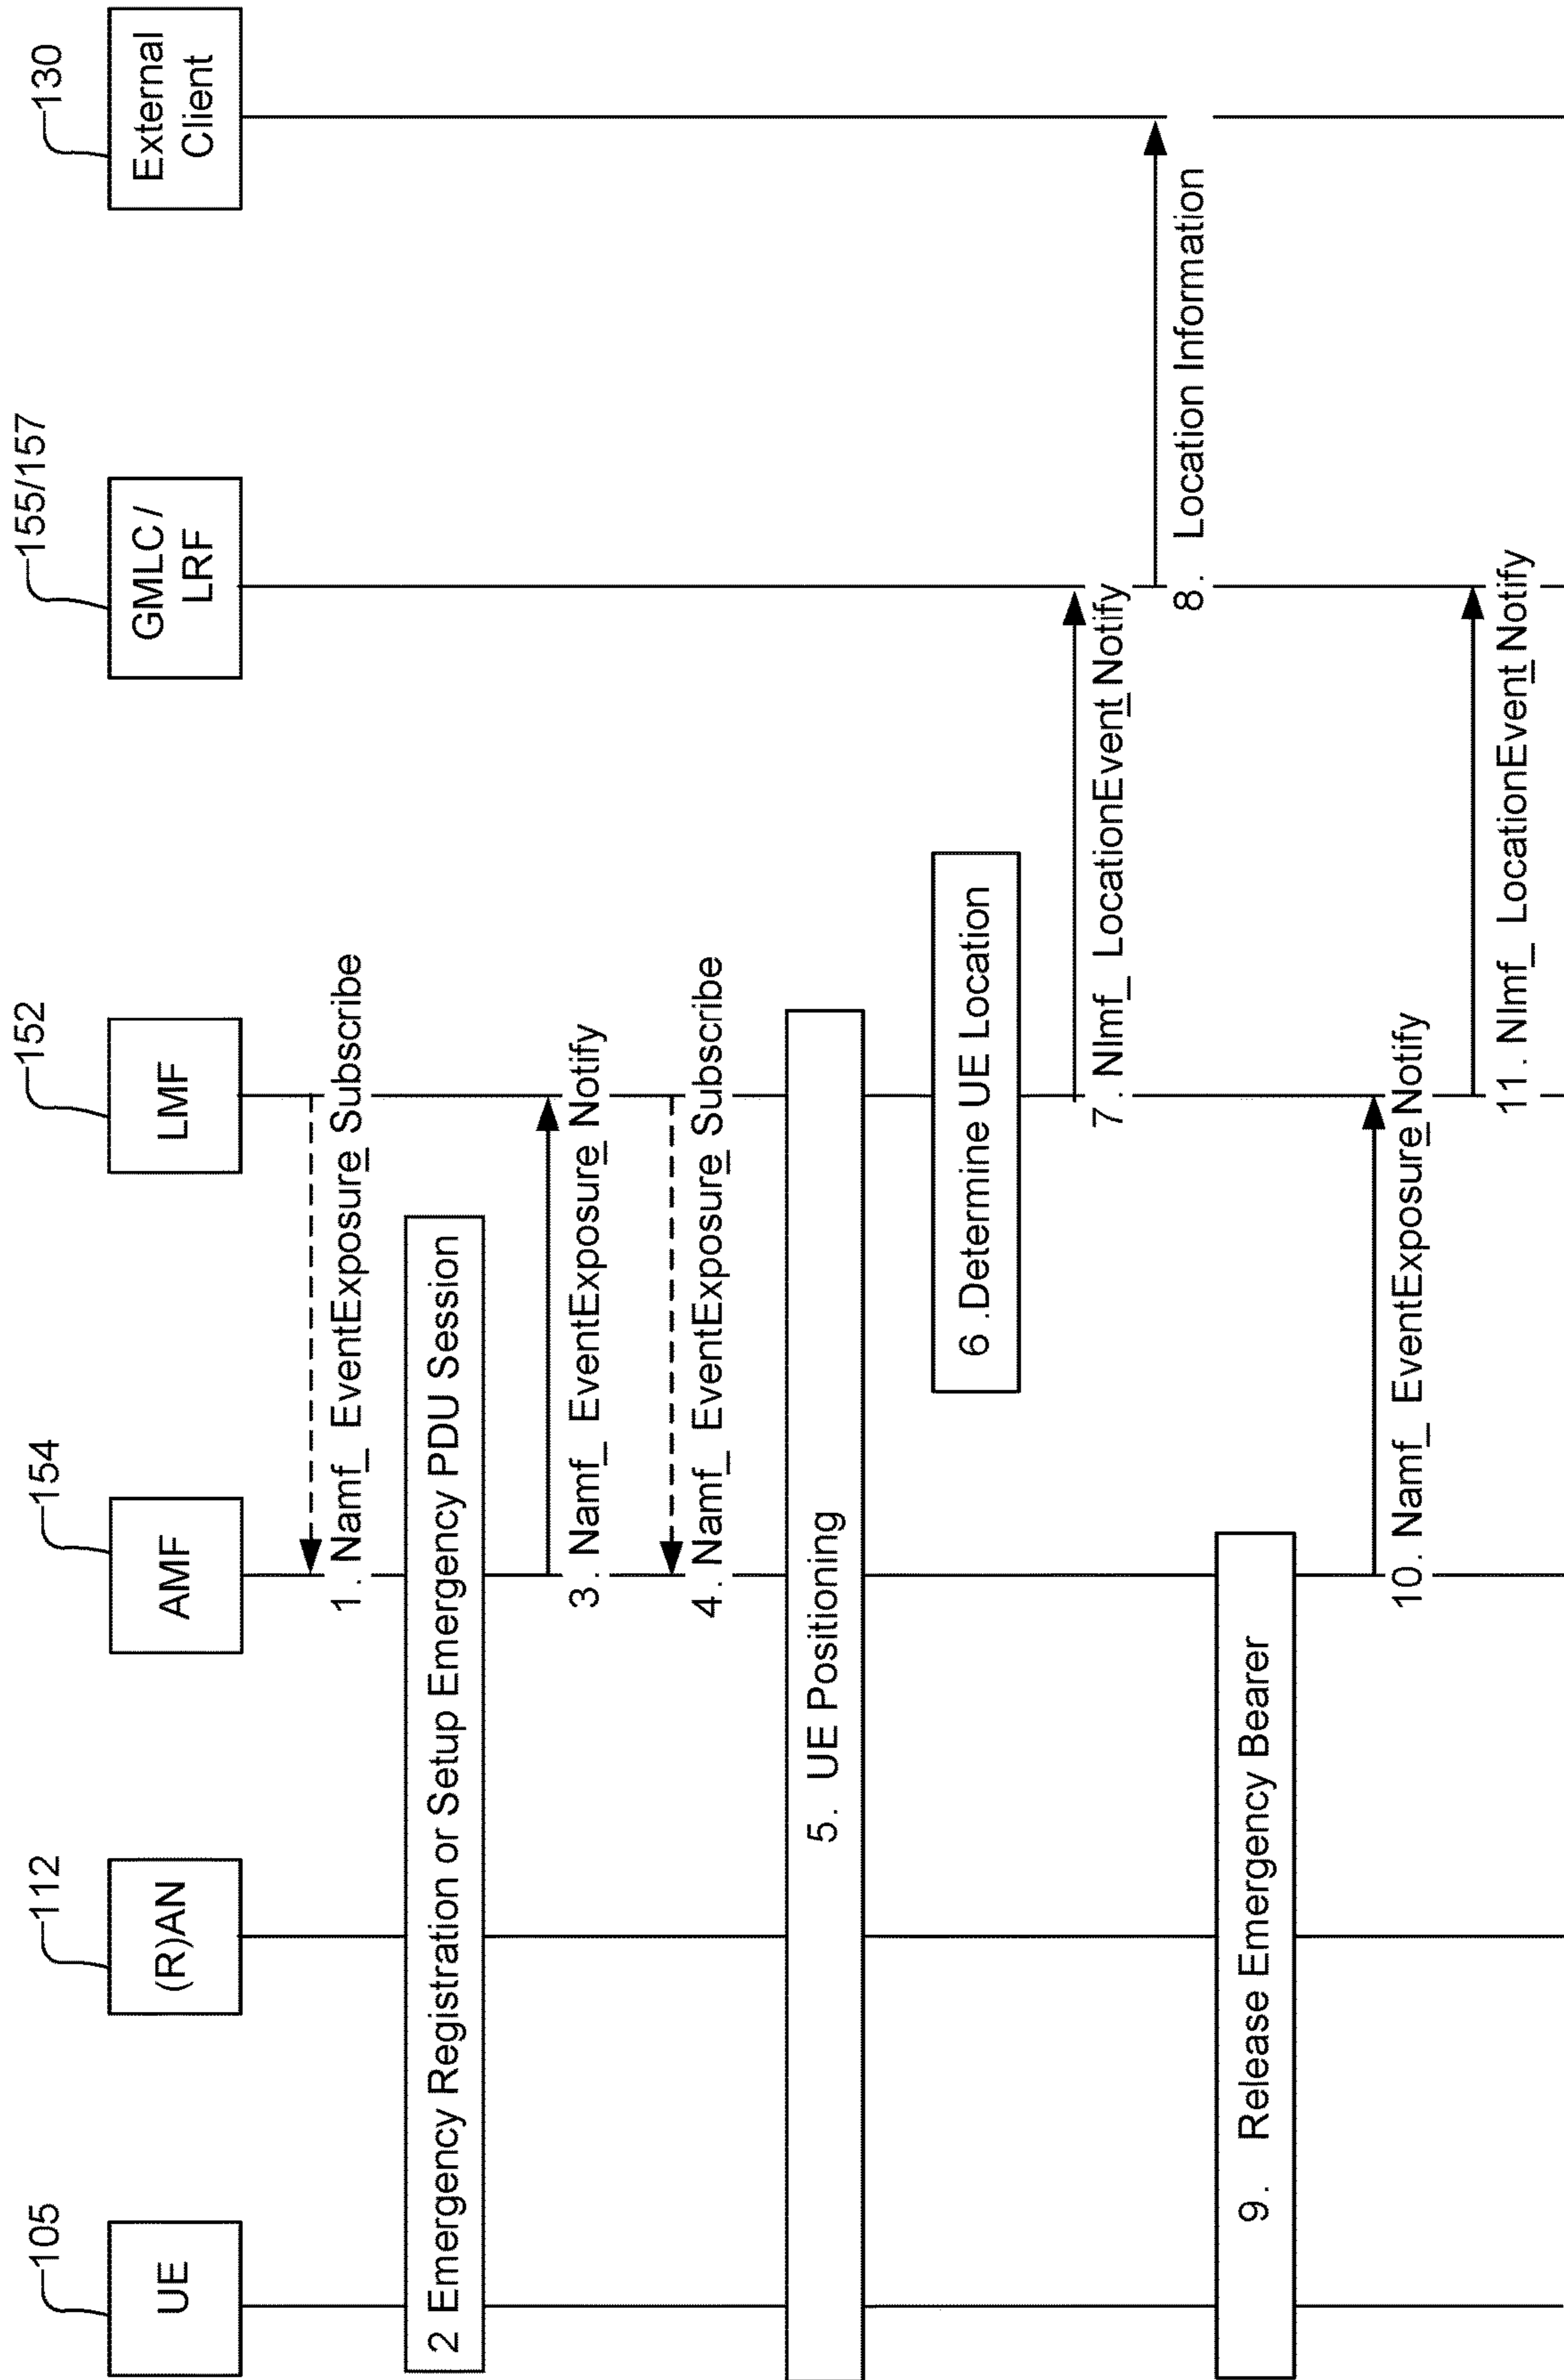 105
112
154
152
155/157
130
UE
(R)AN
AMF
LMF
GMLC /
LRF
External
Client
1. Namf_ EventExposure_Subscribe
2 Emergency Registration or Setup Emergency PDU Session
3. Namf_ EventExposure_Notify
4. Namf_ EventExposure_Subscribe
5. UE Positioning
6 .Determine UE Location
7. Nlmf_ LocationEvent_Notify
8. Location Information
9. Release Emergency Bearer
10. Namf_ EventExposure_Notify
11. Nlmf_ LocationEvent_Notify